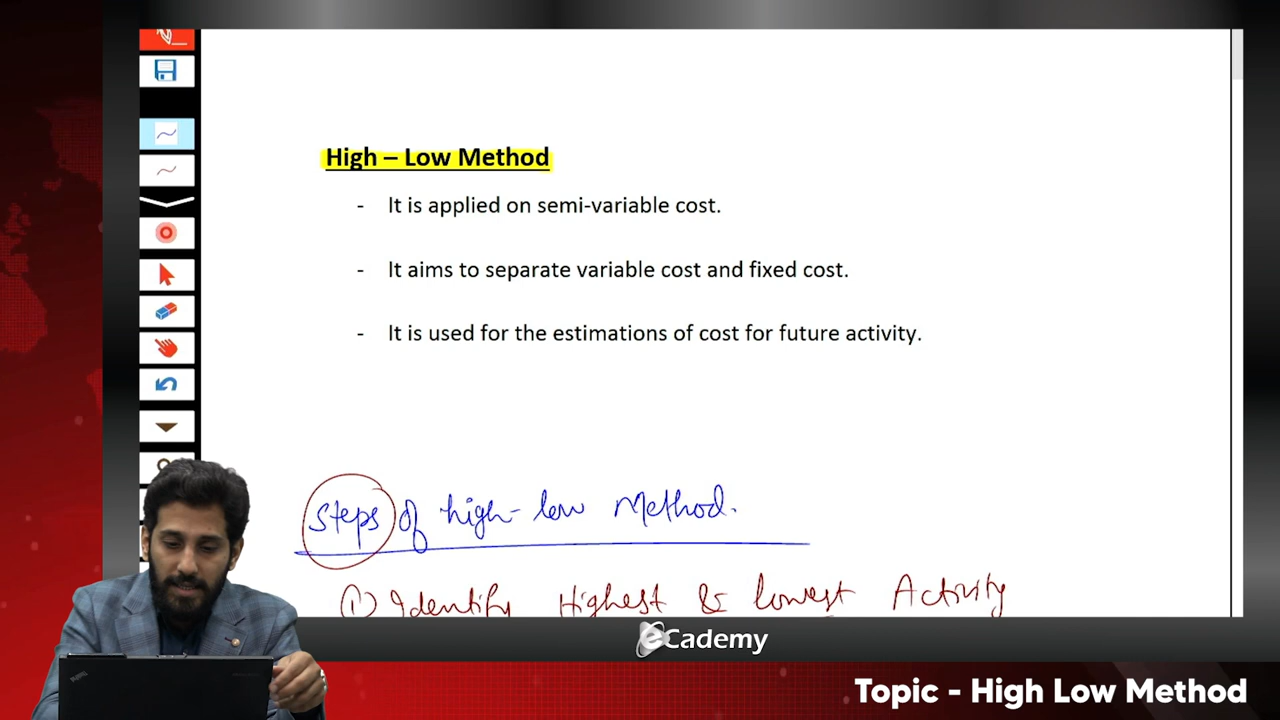 High – Low Method
- It is applied on semi-variable cost.
- It aims to separate variable cost and fixed cost.
- It is used for the estimations of cost for future activity.
Steps of high-low Method.
(1) Identify Highest & lowest Activity
eCademy
Topic - High Low Method